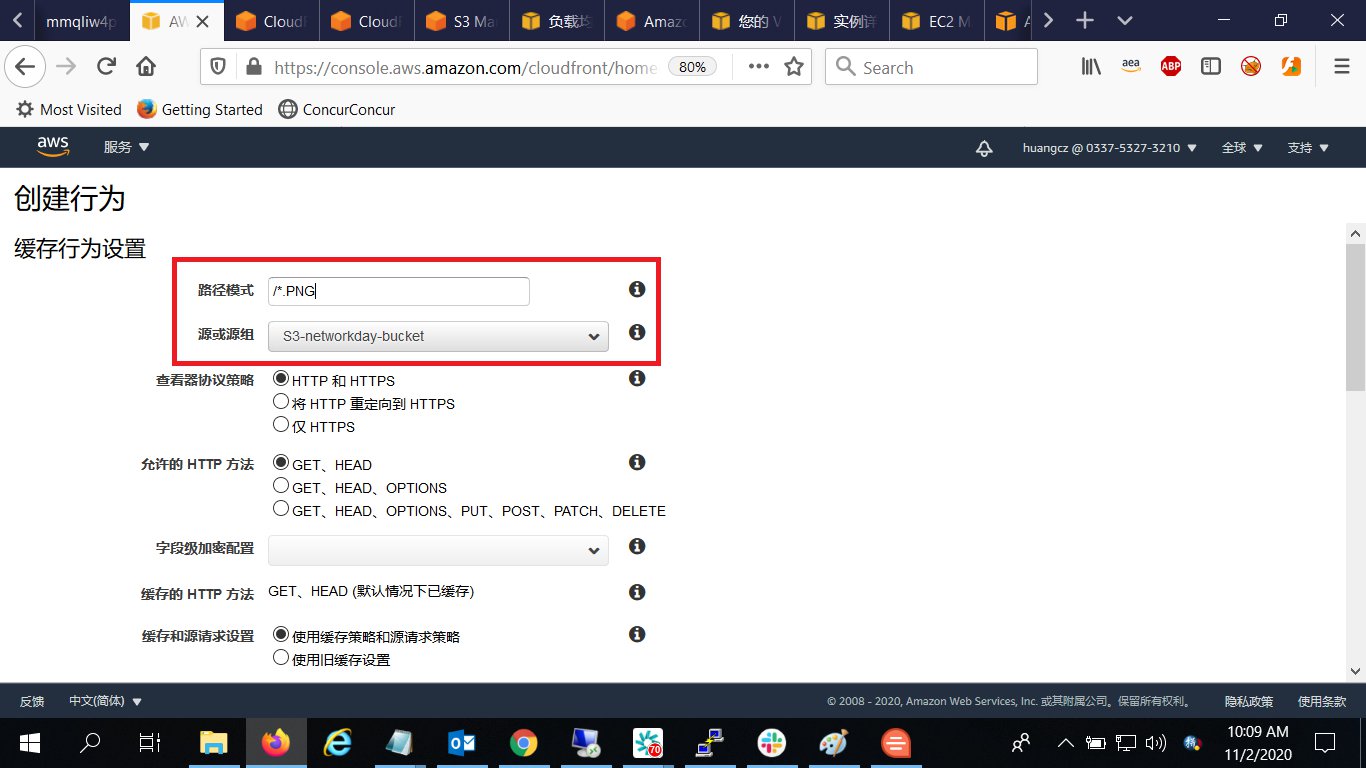 mmqliw4p
AW
CloudF
CloudF
S3 Ma
负载均
Amaz
您的 V
实例详
EC2 M
https://console.aws.amazon.com/cloudfront/home
80%
Search
aea
ABP
Most Visited
Getting Started
ConcurConcur
aws
服务
huangcz @ 0337-5327-3210
全球
支持
创建行为
缓存行为设置
路径模式
/*.PNG
源或源组
S3-networkday-bucket
查看器协议策略
HTTP 和 HTTPS
将 HTTP 重定向到 HTTPS
仅 HTTPS
允许的 HTTP 方法
GET、HEAD
GET、HEAD、OPTIONS
GET、HEAD、OPTIONS、PUT、POST、PATCH、DELETE
字段级加密配置
缓存的 HTTP 方法
GET、HEAD (默认情况下已缓存)
缓存和源请求设置
使用缓存策略和源请求策略
使用旧缓存设置
反馈
中文(简体)
© 2008 - 2020, Amazon Web Services, Inc. 或其附属公司。保留所有权利。
隐私政策
使用条款
70
10:09 AM
11/2/2020